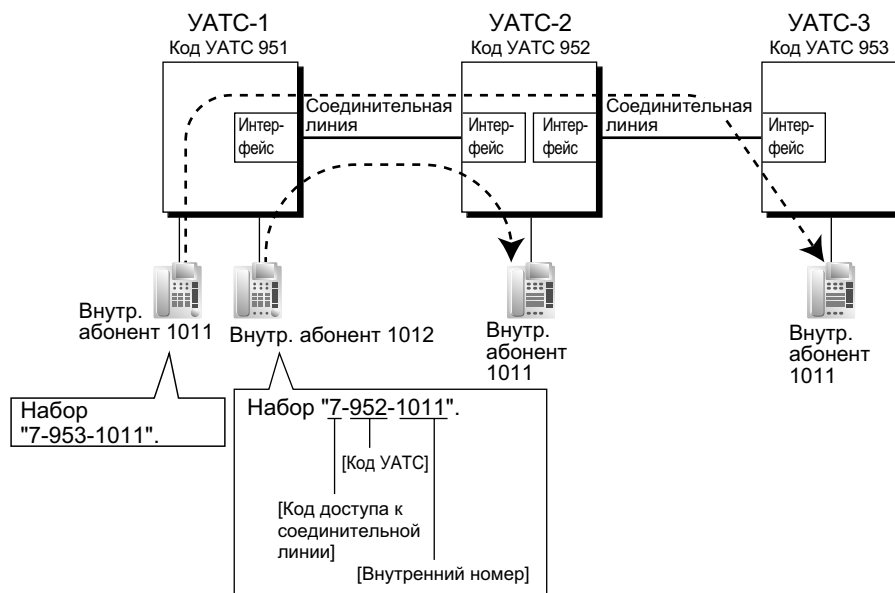 УАТС-1
Код УАТС 951
УАТС-2
Код УАТС 952
УАТС-3
Код УАТС 953
Интер-
фейс
Соединительная
линия
Интер-
фейс
Интер-
фейс
Соединительная
линия
Интер-
фейс
Внутр.
абонент 1011
Внутр. абонент 1012
Внутр.
абонент
1011
Внутр.
абонент
1011
Набор
"7-953-1011".
Набор "7-952-1011".
[Код УАТС]
[Код доступа к
соединительной
линии]
[Внутренний номер]